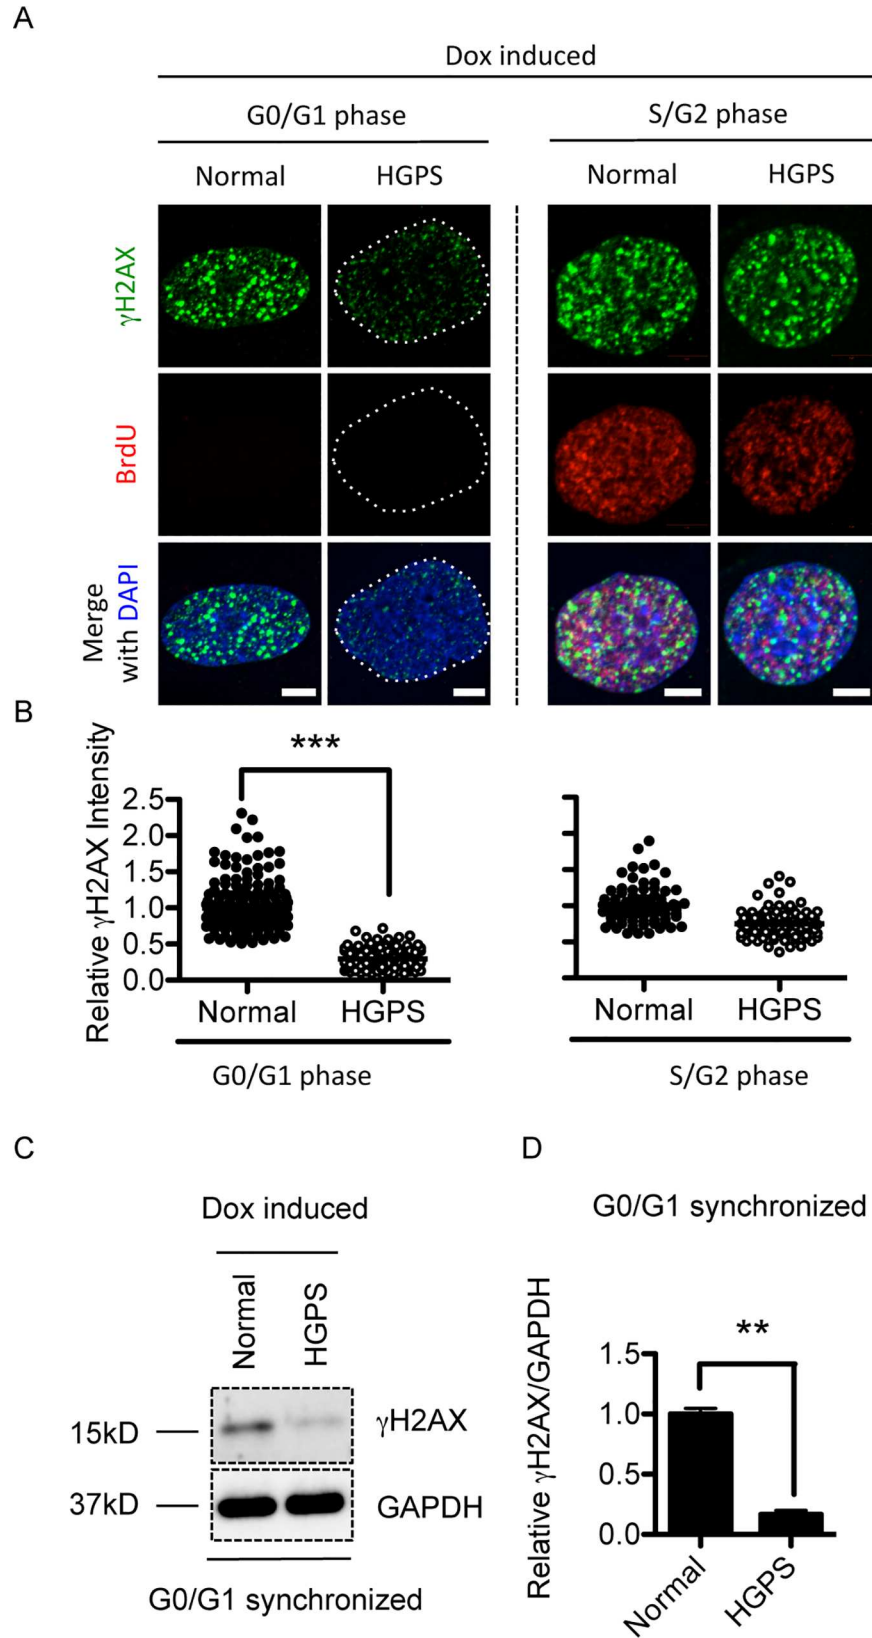 A
Dox induced
G0/G1 phase
S/G2 phase
Normal
HGPS
Normal
HGPS
γH2AX
BrdU
Merge
with DAPI
B
Relative γH2AX Intensity
***
2.5
2.0
1.5
1.0
0.5
0.0
Normal
HGPS
Normal
HGPS
G0/G1 phase
S/G2 phase
C
Dox induced
Normal
HGPS
15kD
γH2AX
37kD
GAPDH
G0/G1 synchronized
D
G0/G1 synchronized
Relative γH2AX/GAPDH
**
1.5
1.0
0.5
0.0
Normal
HGPS